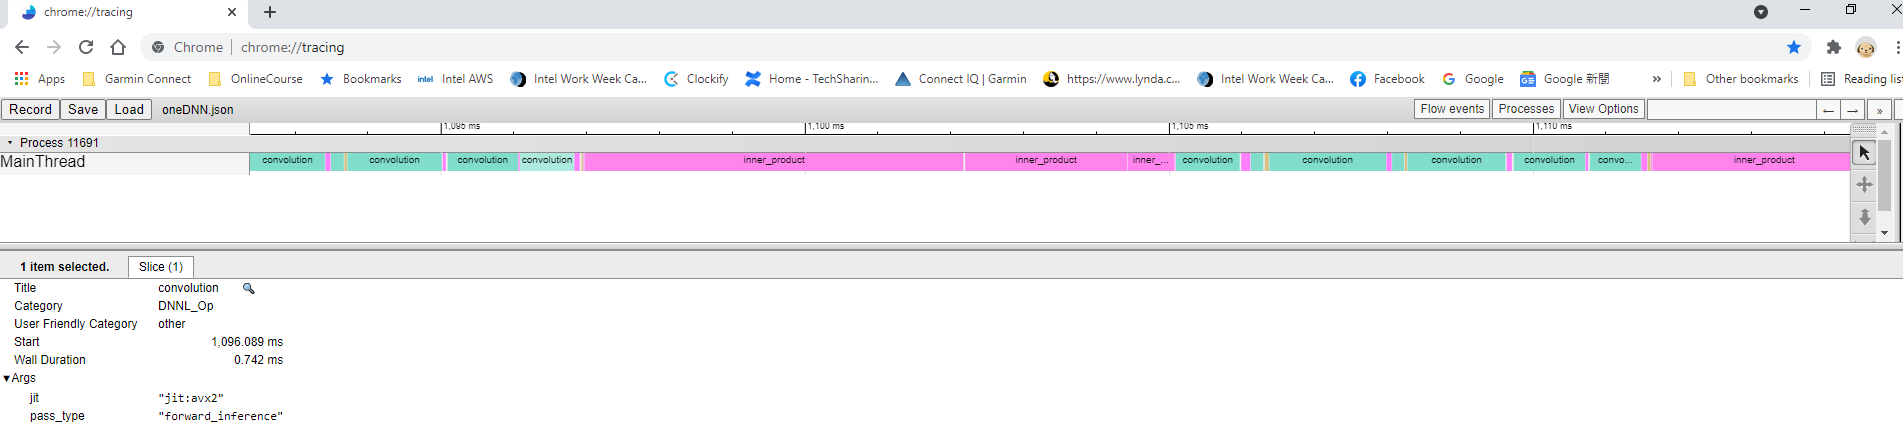 chrome://tracing
Chrome chrome://tracing
Apps Garmin Connect OnlineCourse Bookmarks intel Intel AWS Intel Work Week Ca... Clockify Home - TechSharin... Connect IQ | Garmin https://www.lynda.c... Intel Work Week Ca... Facebook Google Google 新聞 » Other bookmarks Reading list
Record Save Load oneDNN.json Flow events Processes View Options ← → »
1,095 ms 1,100 ms 1,105 ms 1,110 ms
Process 11691
MainThread convolution convolution convolution convolution inner_product inner_product inner_... convolution convolution convolution convolution convo... inner_product
1 item selected. Slice (1)
Title convolution
Category DNNL_Op
User Friendly Category other
Start 1,096.089 ms
Wall Duration 0.742 ms
Args
jit "jit:avx2"
pass_type "forward_inference"